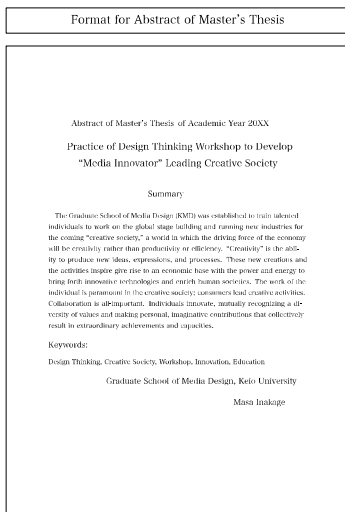 Format for Abstract of Master's Thesis
Abstract of Master's Thesis of Academic Year 20XX
Practice of Design Thinking Workshop to Develop
"Media Innovator" Leading Creative Society
Summary
The Graduate School of Media Design (KMD) was established to train talented
individuals to work on the global stage building and running new industries for
the coming "creative society," a world in which the driving force of the economy
will be creativity rather than productivity or efficiency. "Creativity" is the abil-
ity to produce new ideas, expressions, and processes. These new creations and
the activities inspire give rise to an economic base with the power and energy to
bring forth innovative technologies and enrich human societies. The work of the
individual is paramount in the creative society; consumers lead creative activities.
Collaboration is all-important. Individuals innovate, mutually recognizing a di-
versity of values and making personal, imaginative contributions that collectively
result in extraordinary achievements and capacities.
Keywords:
Design Thinking, Creative Society, Workshop, Innovation, Education
Graduate School of Media Design, Keio University
Masa Inakage